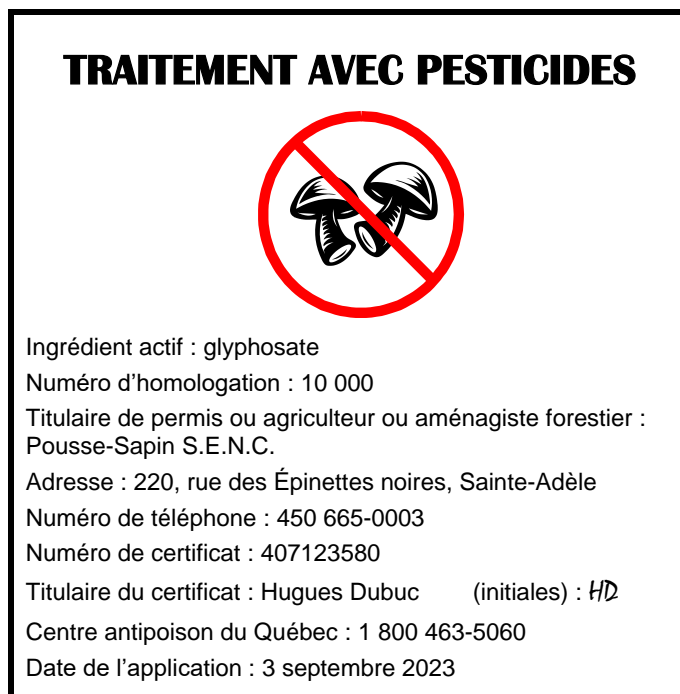 TRAITEMENT AVEC PESTICIDES
Ingrédient actif : glyphosate
Numéro d’homologation : 10 000
Titulaire de permis ou agriculteur ou aménagiste forestier :
Pousse-Sapin S.E.N.C.
Adresse : 220, rue des Épinettes noires, Sainte-Adèle
Numéro de téléphone : 450 665-0003
Numéro de certificat : 407123580
Titulaire du certificat : Hugues Dubuc (initiales) : HD
Centre antipoison du Québec : 1 800 463-5060
Date de l’application : 3 septembre 2023